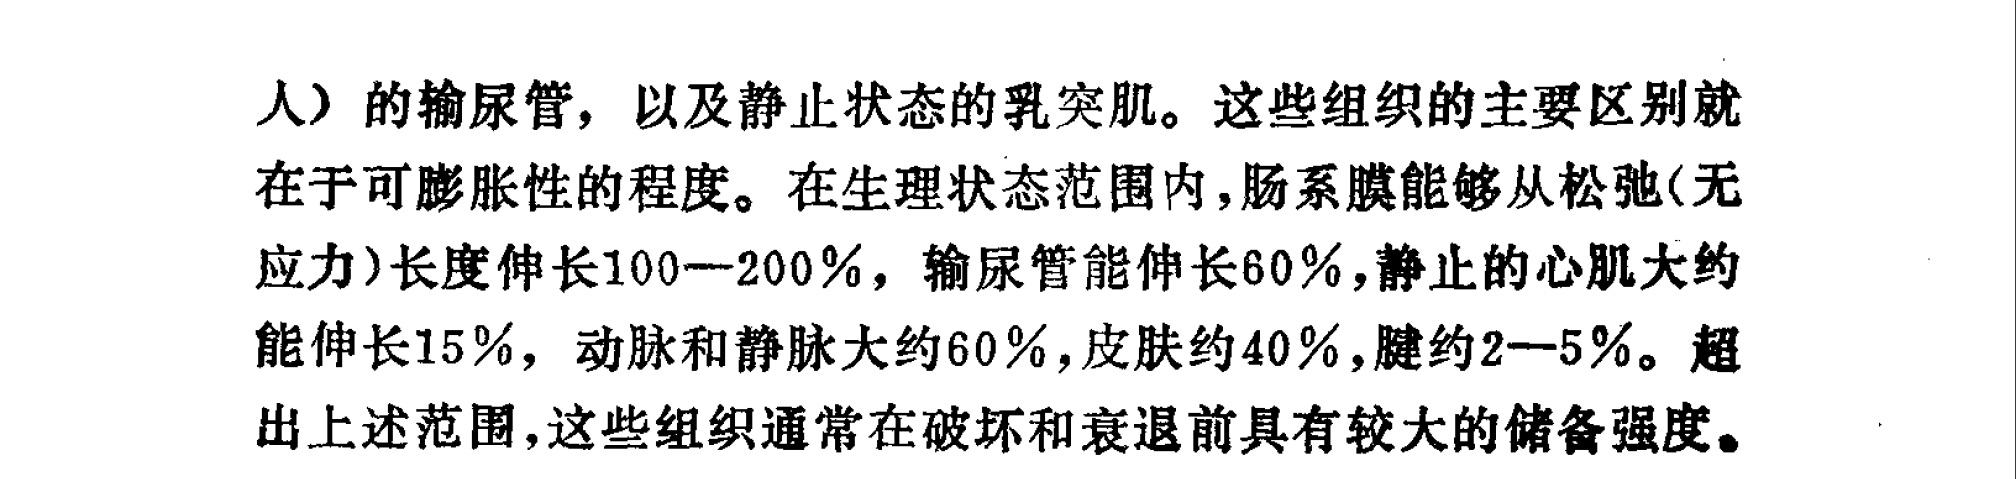 人）的输尿管，以及静止状态的乳突肌。这些组织的主要区别就
在于可膨胀性的程度。在生理状态范围内，肠系膜能够从松弛（无
应力）长度伸长100—200％，输尿管能伸长60％，静止的心肌大约
能伸长15％，动脉和静脉大约60％，皮肤约40％，腱约2—5％。超
出上述范围，这些组织通常在破坏和衰退前具有较大的储备强度。